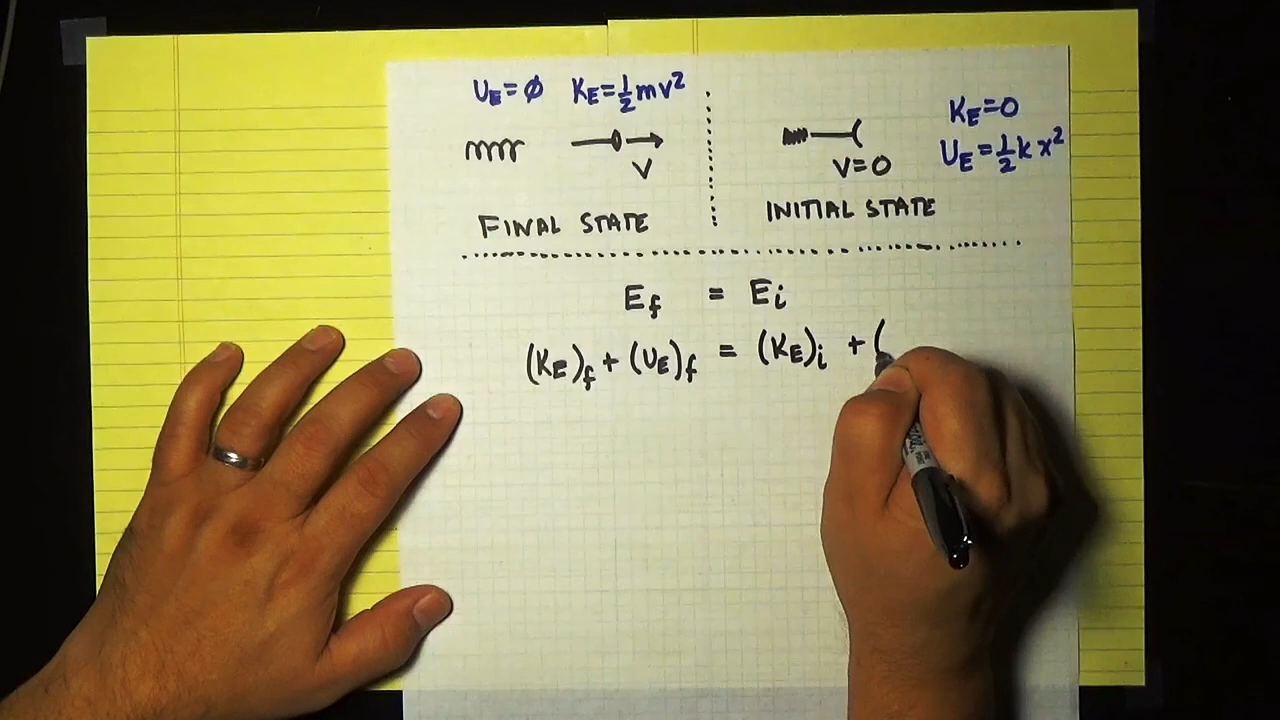 U_E=∅ K_E=½mv²
V
FINAL STATE
K_E=0
U_E=½kx²
V=0
INITIAL STATE
E_f = E_i
(K_E)_f + (U_E)_f = (K_E)_i + (